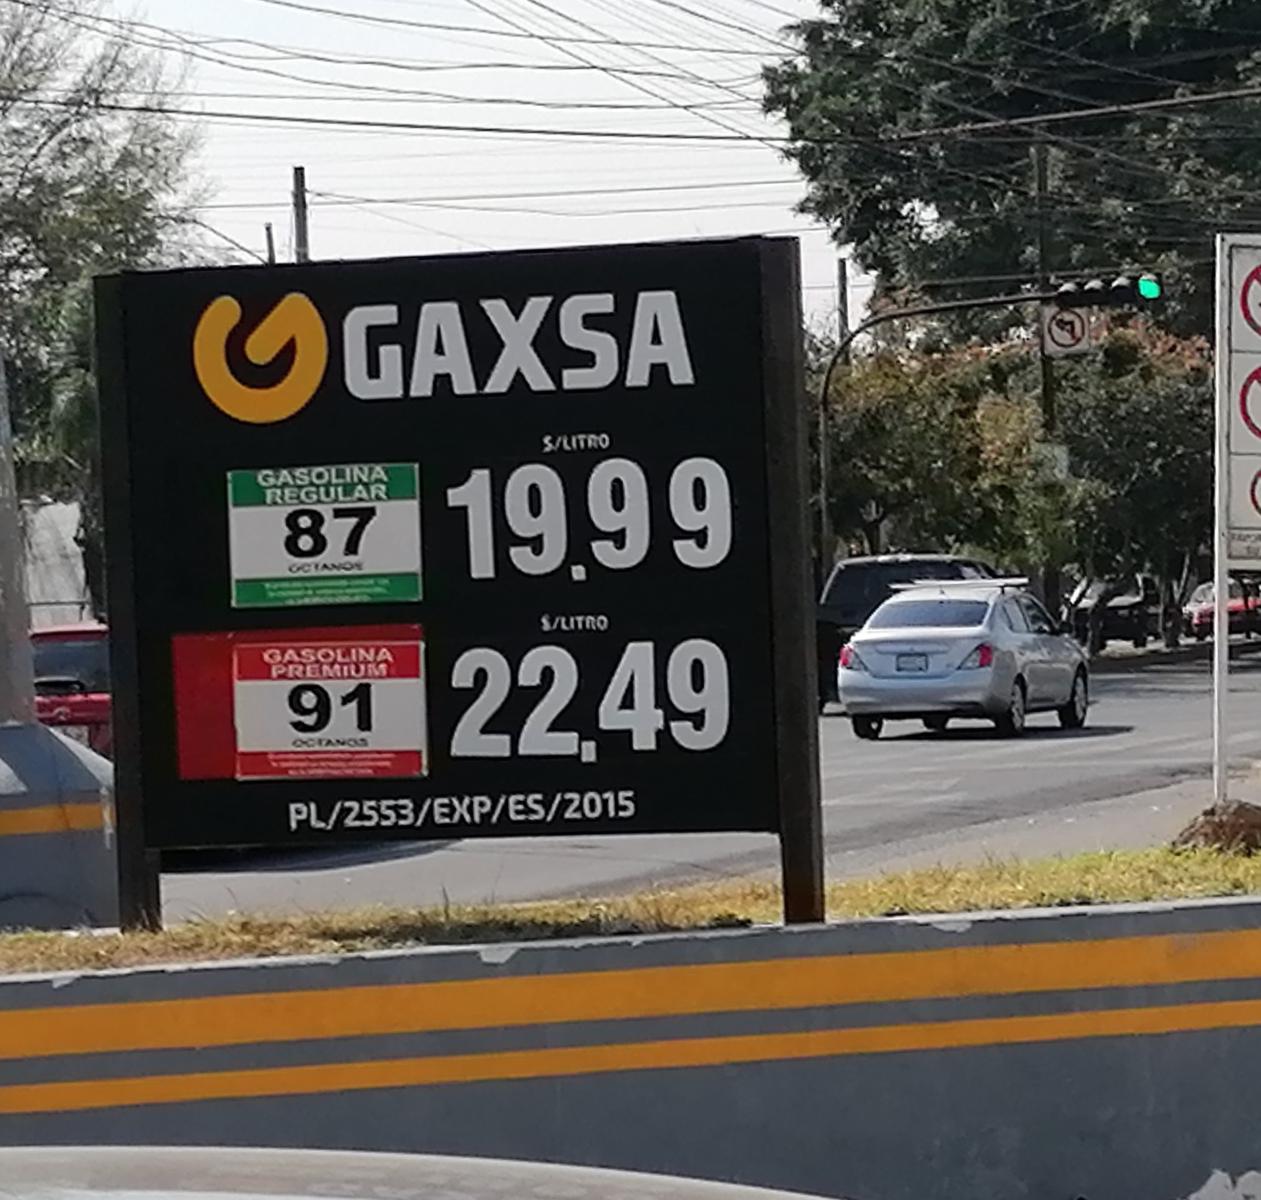 GAXSA
$/LITRO
GASOLINA
REGULAR
87
OCTANOS
19.99
$/LITRO
GASOLINA
PREMIUM
91
OCTANOS
22.49
PL/2553/EXP/ES/2015